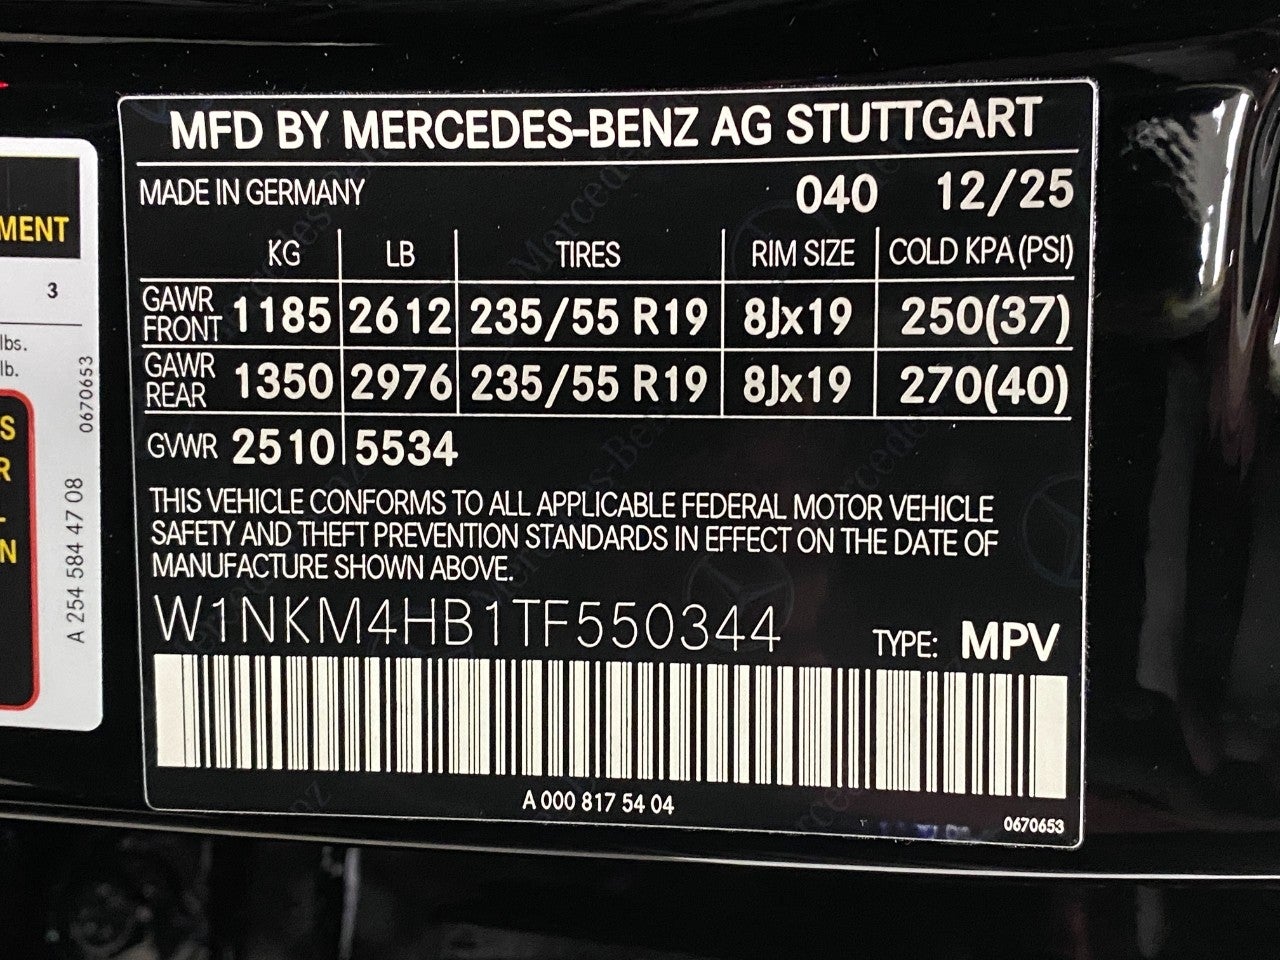 MFD BY MERCEDES-BENZ AG STUTTGART
MADE IN GERMANY 040 12/25
KG LB TIRES RIM SIZE COLD KPA (PSI)
GAWR FRONT 1185 2612 235/55 R19 8Jx19 250(37)
GAWR REAR 1350 2976 235/55 R19 8Jx19 270(40)
GVWR 2510 5534
THIS VEHICLE CONFORMS TO ALL APPLICABLE FEDERAL MOTOR VEHICLE
SAFETY AND THEFT PREVENTION STANDARDS IN EFFECT ON THE DATE OF
MANUFACTURE SHOWN ABOVE.
W1NKM4HB1TF550344 TYPE: MPV
A 000 817 54 04
0670653
MENT
3
lbs.
lb.
0670653
A 254 584 47 08
S
R
N